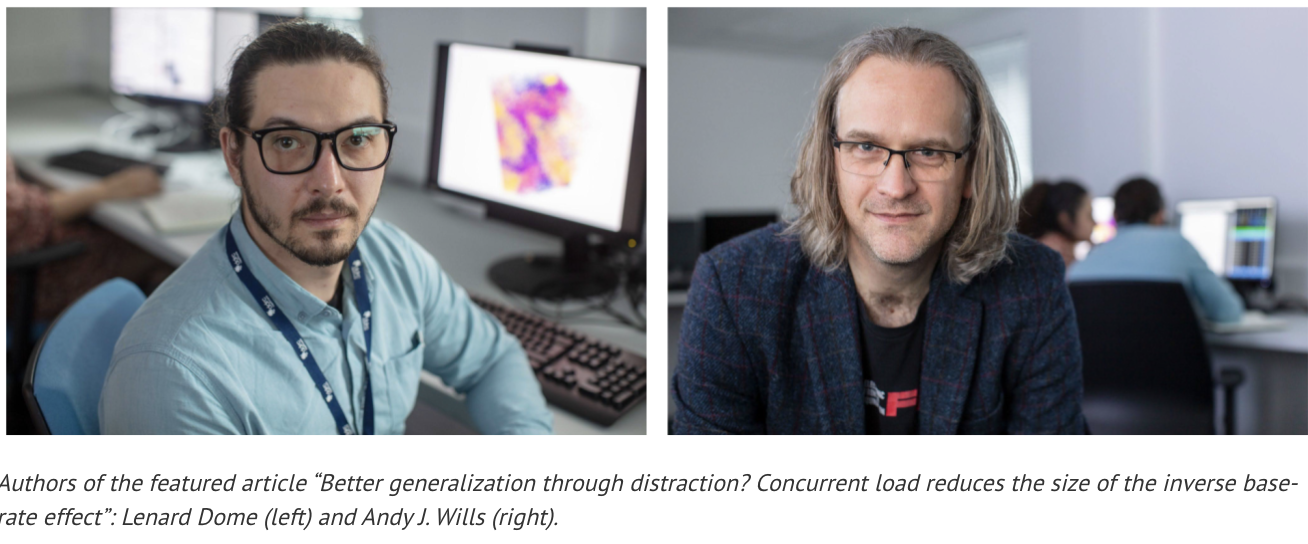 Authors of the featured article “Better generalization through distraction? Concurrent load reduces the size of the inverse base-
rate effect”: Lenard Dome (left) and Andy J. Wills (right).